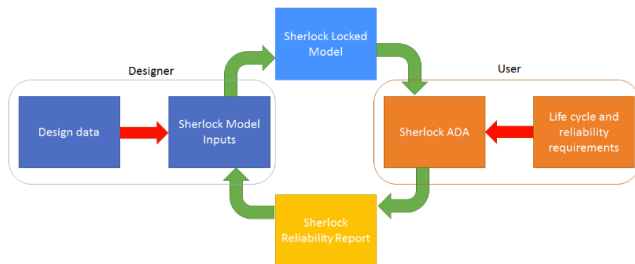 Sherlock Locked
Model
Designer
User
Design data
Sherlock Model
Inputs
Sherlock ADA
Life cycle and
reliability
requirements
Sherlock
Reliability Report